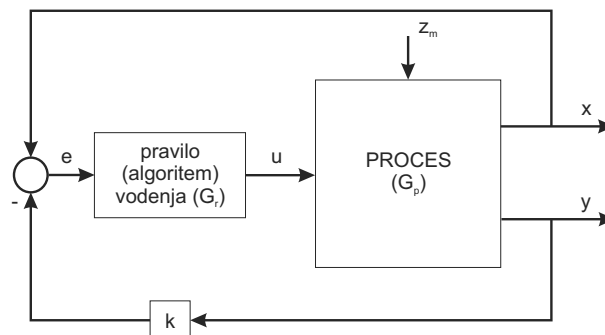 z_m
x
e
pravilo
(algoritem)
vodenja (G_r)
u
PROCES
(G_p)
-
y
k